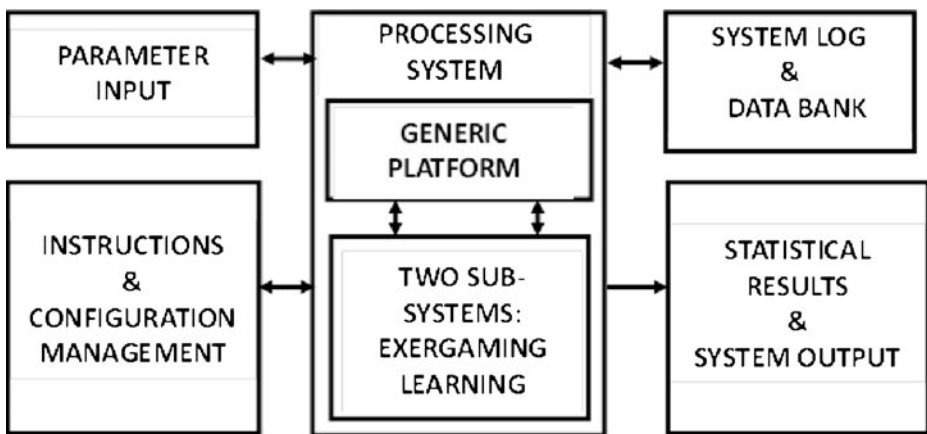 PARAMETER
INPUT
PROCESSING
SYSTEM
SYSTEM LOG
&
DATA BANK
GENERIC
PLATFORM
INSTRUCTIONS
&
CONFIGURATION
MANAGEMENT
TWO SUB-
SYSTEMS:
EXERGAMING
LEARNING
STATISTICAL
RESULTS
&
SYSTEM OUTPUT